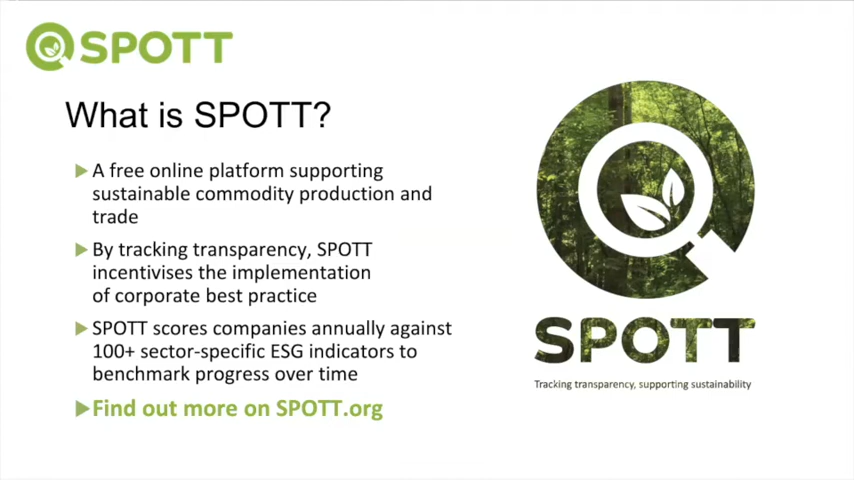 SPOTT
What is SPOTT?
A free online platform supporting
sustainable commodity production and
trade
By tracking transparency, SPOTT
incentivises the implementation
of corporate best practice
SPOTT scores companies annually against
100+ sector-specific ESG indicators to
benchmark progress over time
Find out more on SPOTT.org
SPOTT
Tracking transparency, supporting sustainability